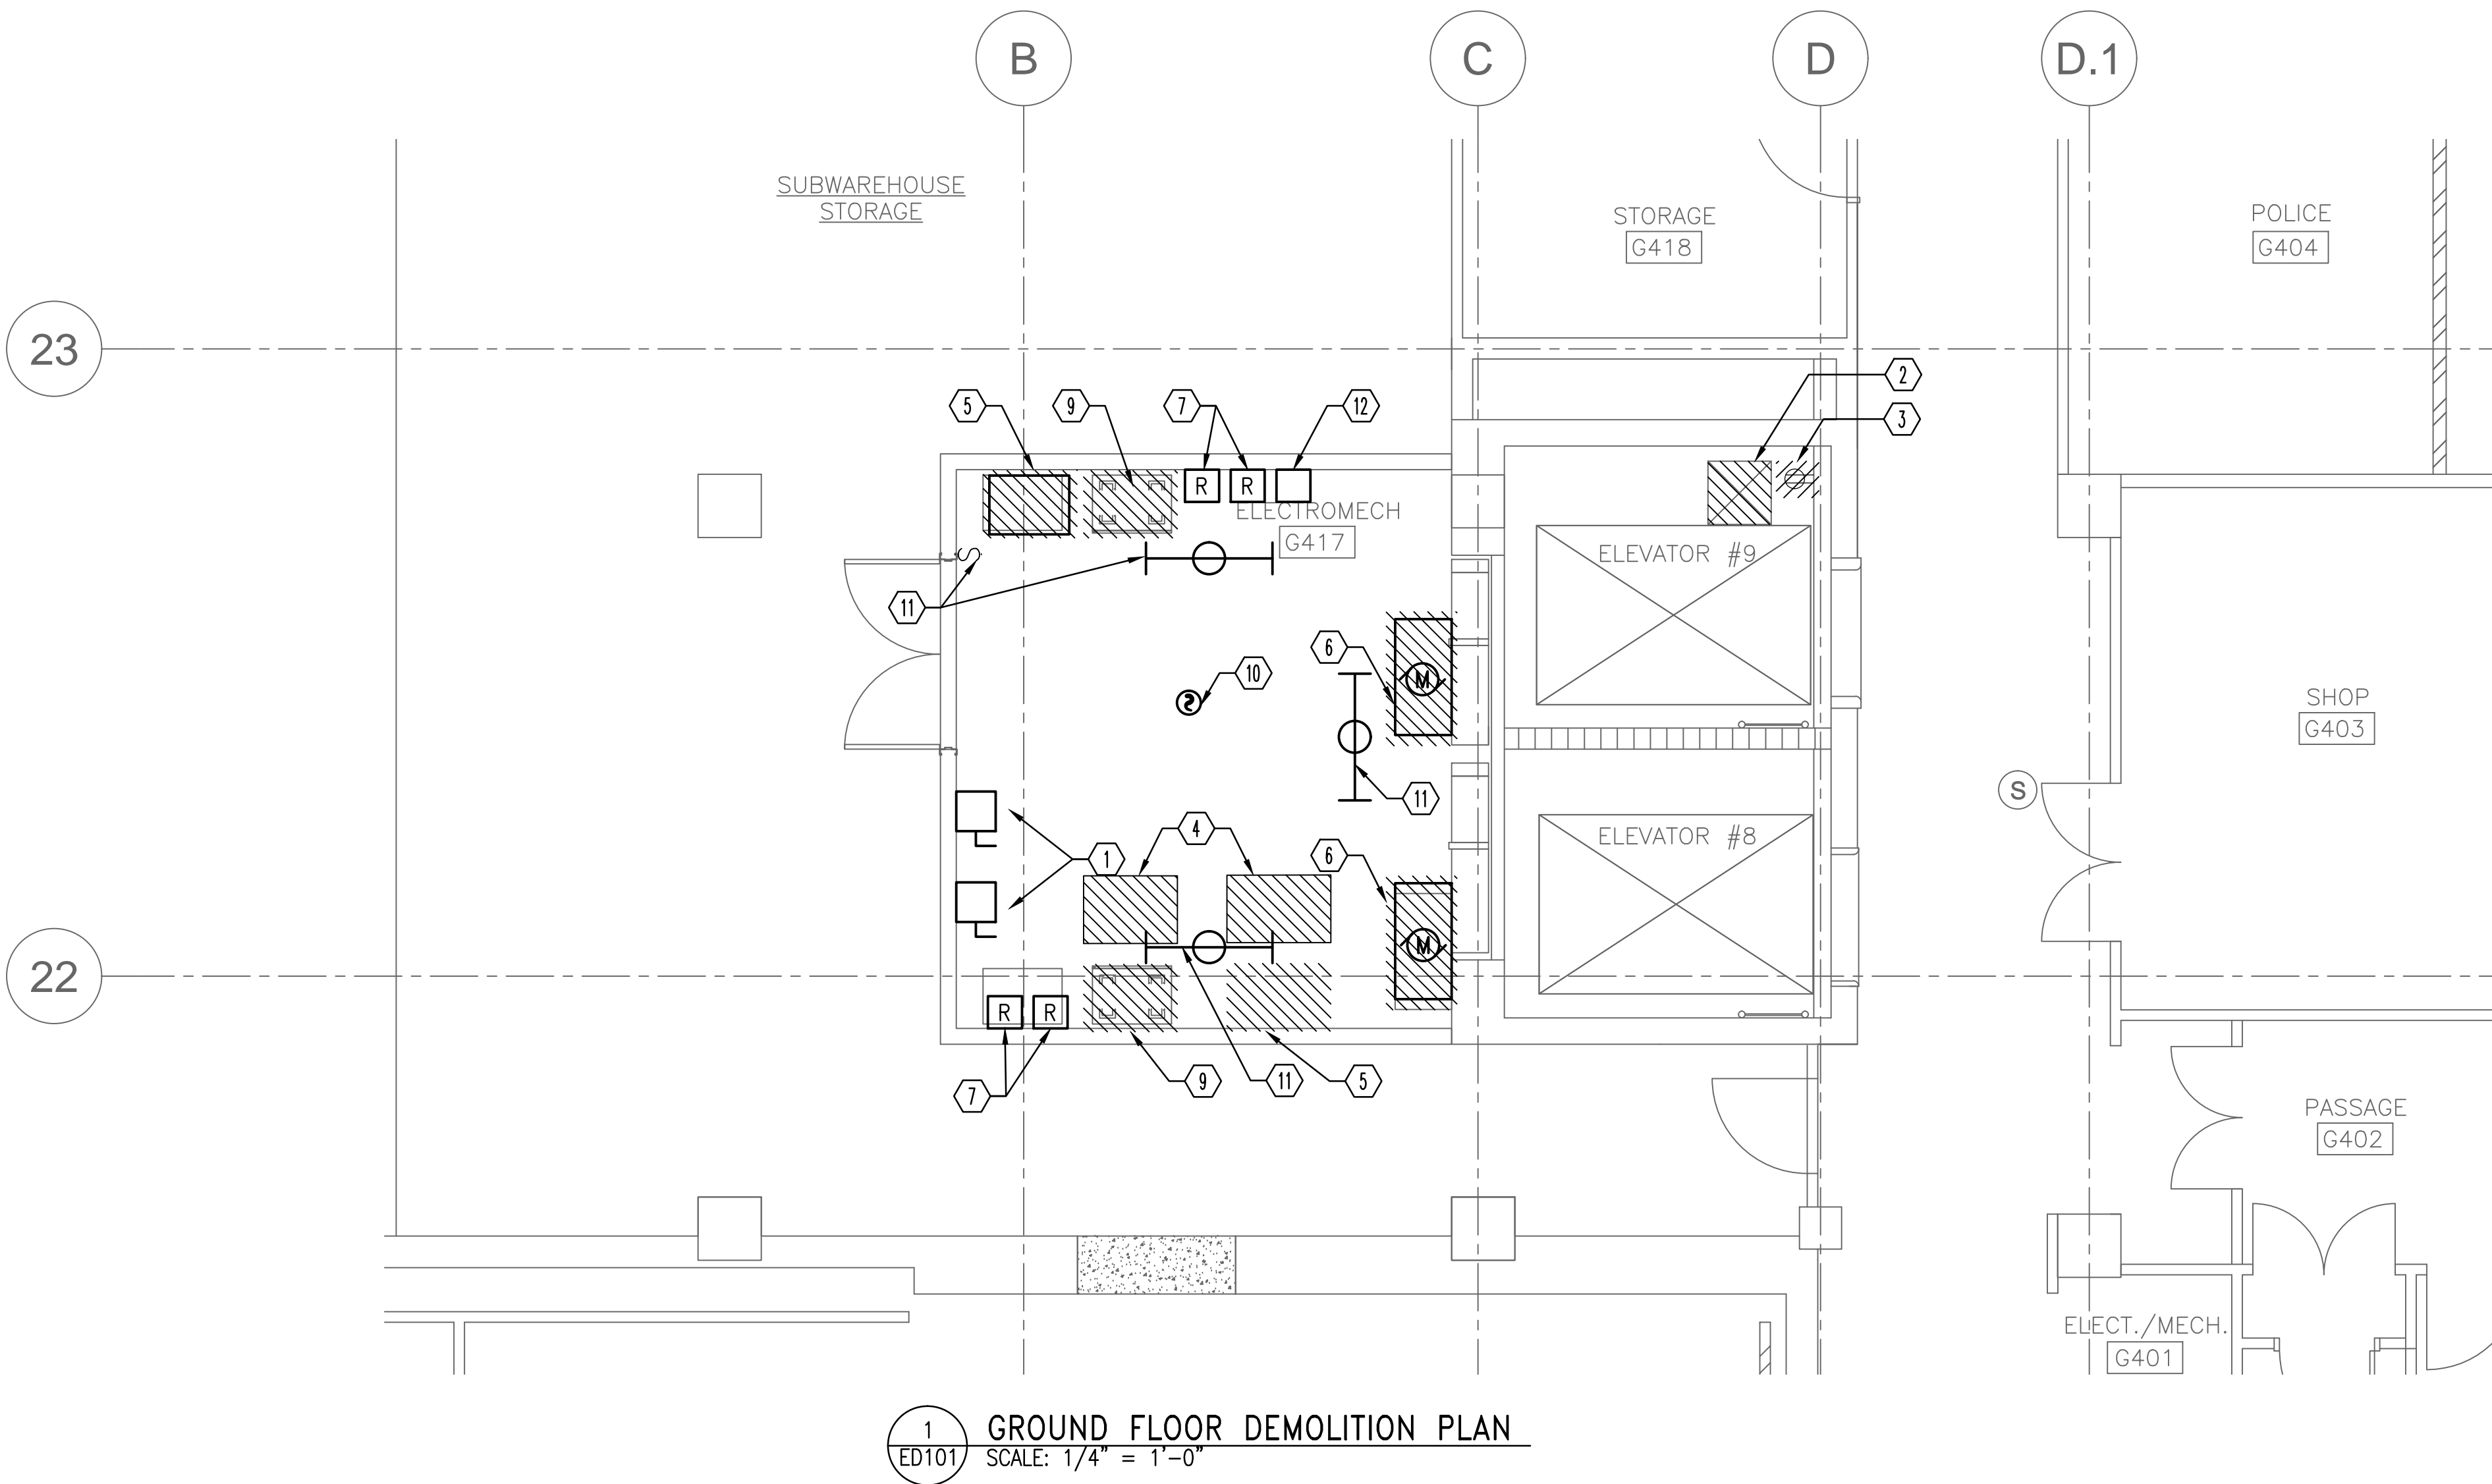 B
C
D
D.1
SUBWAREHOUSE
STORAGE
STORAGE
G418
POLICE
G404
23
2
3
5
9
7
12
R
R
ELECTROMECH
G417
S
ELEVATOR #9
11
6
10
M
SHOP
G403
S
11
4
1
6
ELEVATOR #8
M
22
R
R
7
9
11
5
PASSAGE
G402
ELECT./MECH.
G401
1
ED101
GROUND FLOOR DEMOLITION PLAN
SCALE: 1/4" = 1'-0"